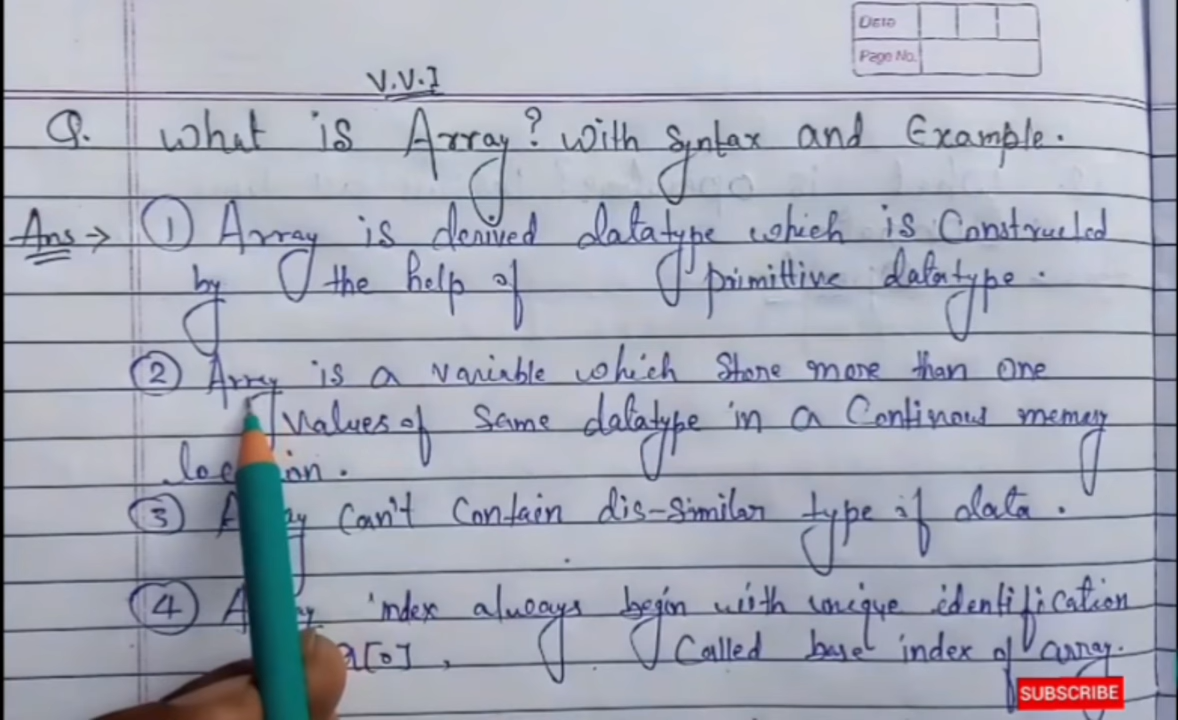 Date
Page No.
V.V.I
Q. What is Array? With Syntax and Example.
Ans → ① Array is derived datatype which is Constructed
by the help of primittive datatype.
② Array is a variable which Store more than one
Values of Same datatype in a Continous memory
location.
③ Array Can't Contain dis-Similar type of data.
④ Array index always begin with unique identification
a[0], Called base index of array.
SUBSCRIBE